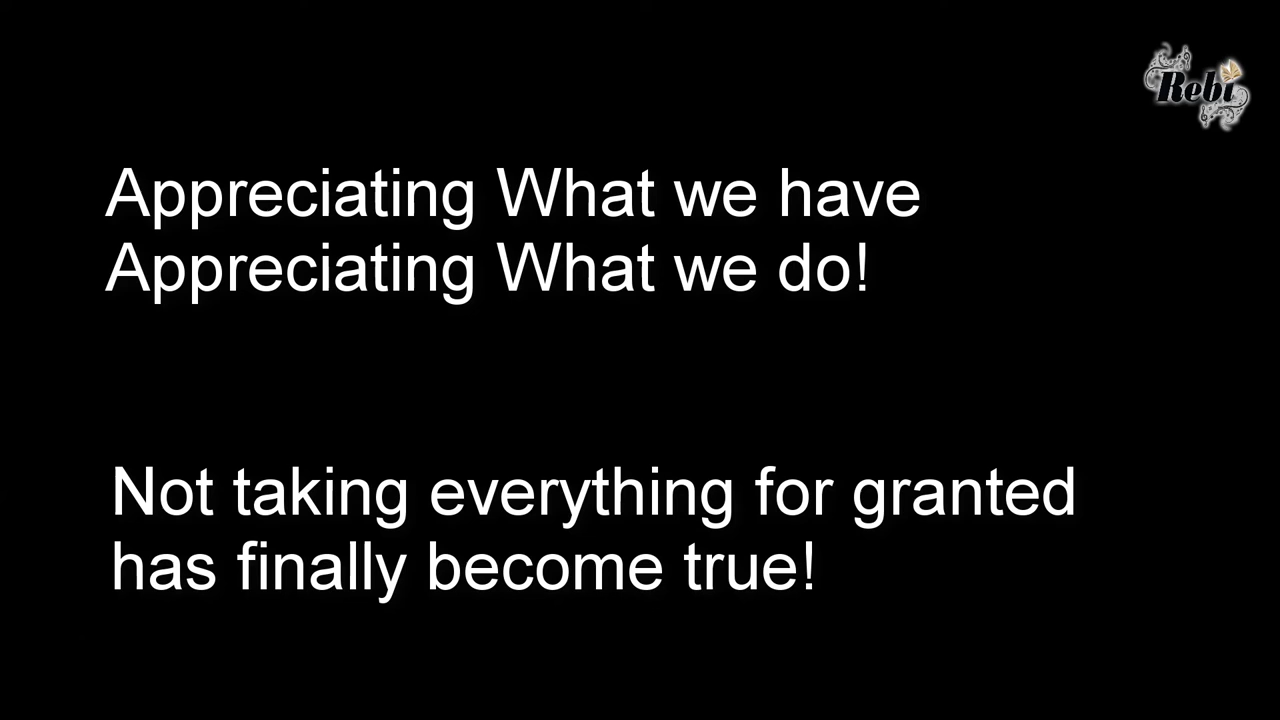 Rebi
Appreciating What we have
Appreciating What we do!
Not taking everything for granted
has finally become true!